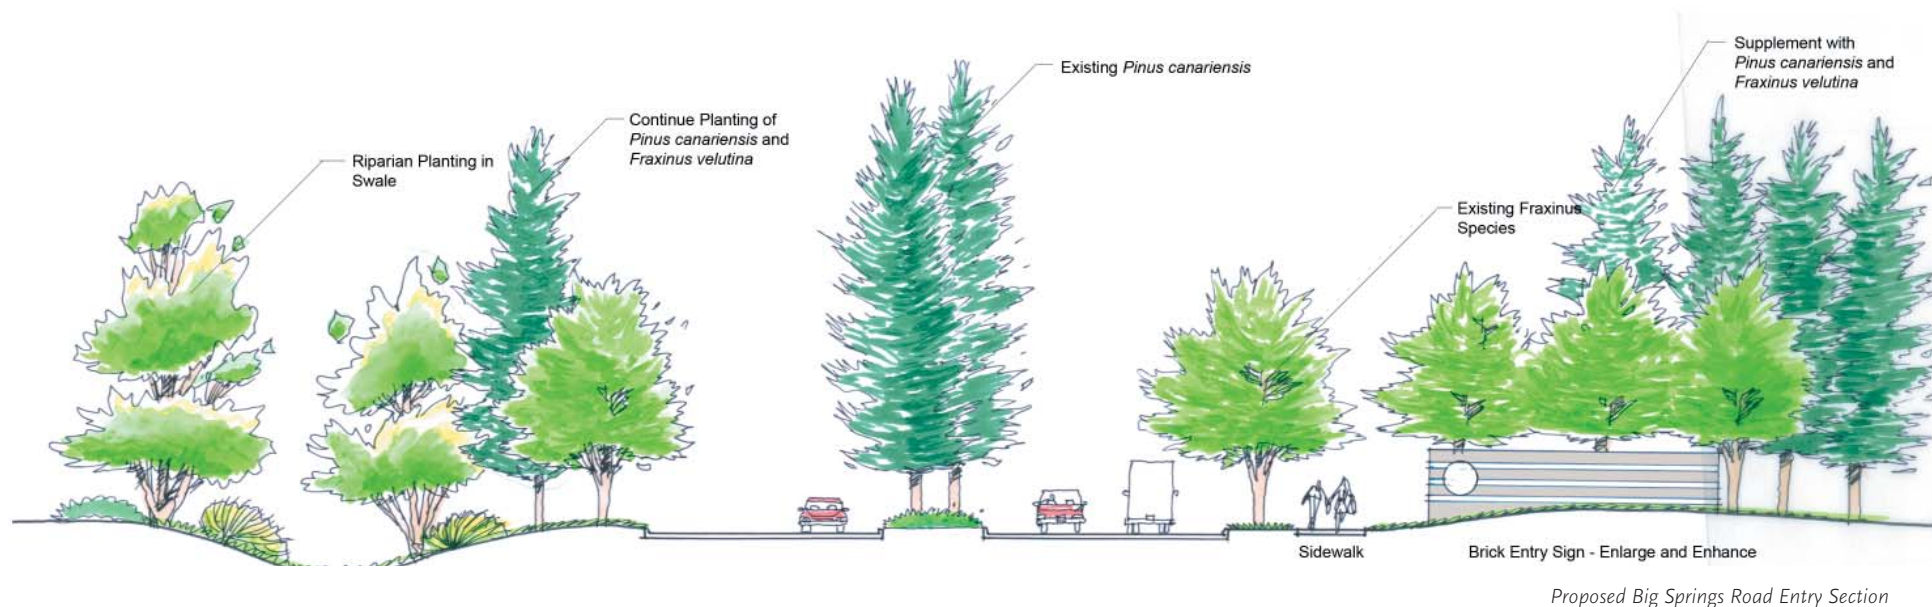 Riparian Planting in
Swale
Continue Planting of
Pinus canariensis and
Fraxinus velutina
Existing Pinus canariensis
Existing Fraxinus
Species
Supplement with
Pinus canariensis and
Fraxinus velutina
Sidewalk
Brick Entry Sign - Enlarge and Enhance
Proposed Big Springs Road Entry Section